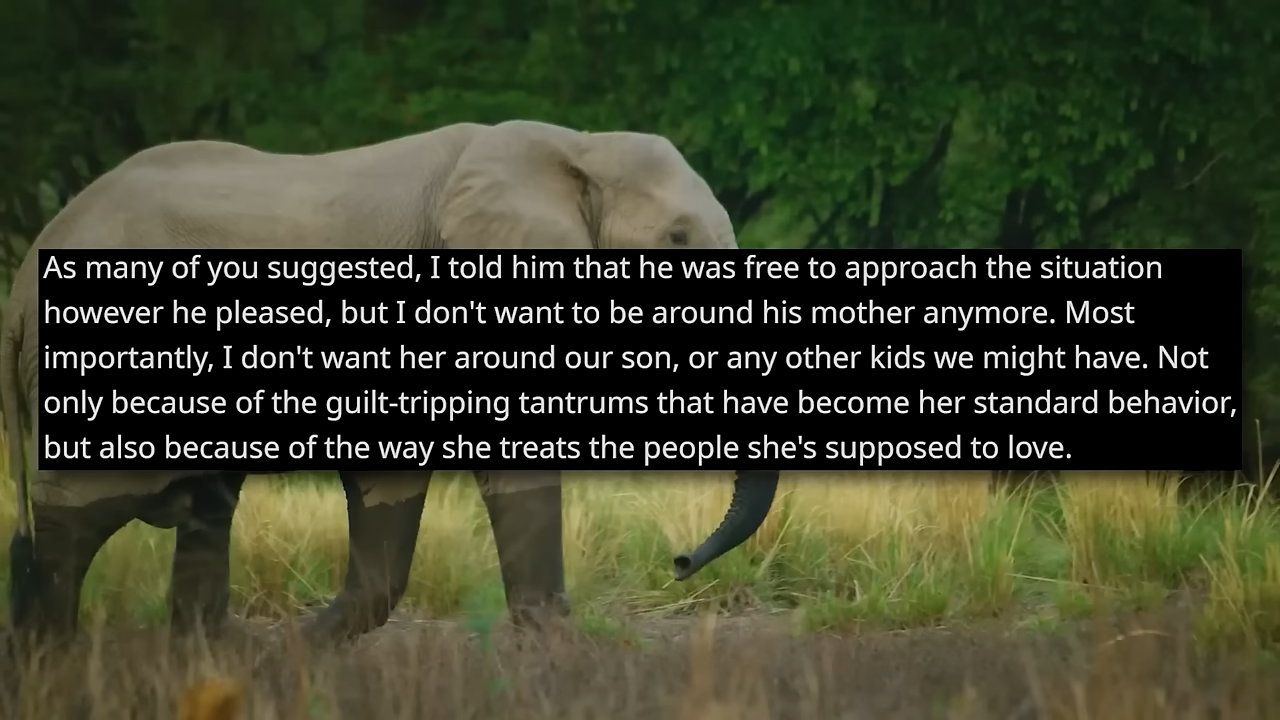 As many of you suggested, I told him that he was free to approach the situation
however he pleased, but I don't want to be around his mother anymore. Most
importantly, I don't want her around our son, or any other kids we might have. Not
only because of the guilt-tripping tantrums that have become her standard behavior,
but also because of the way she treats the people she's supposed to love.